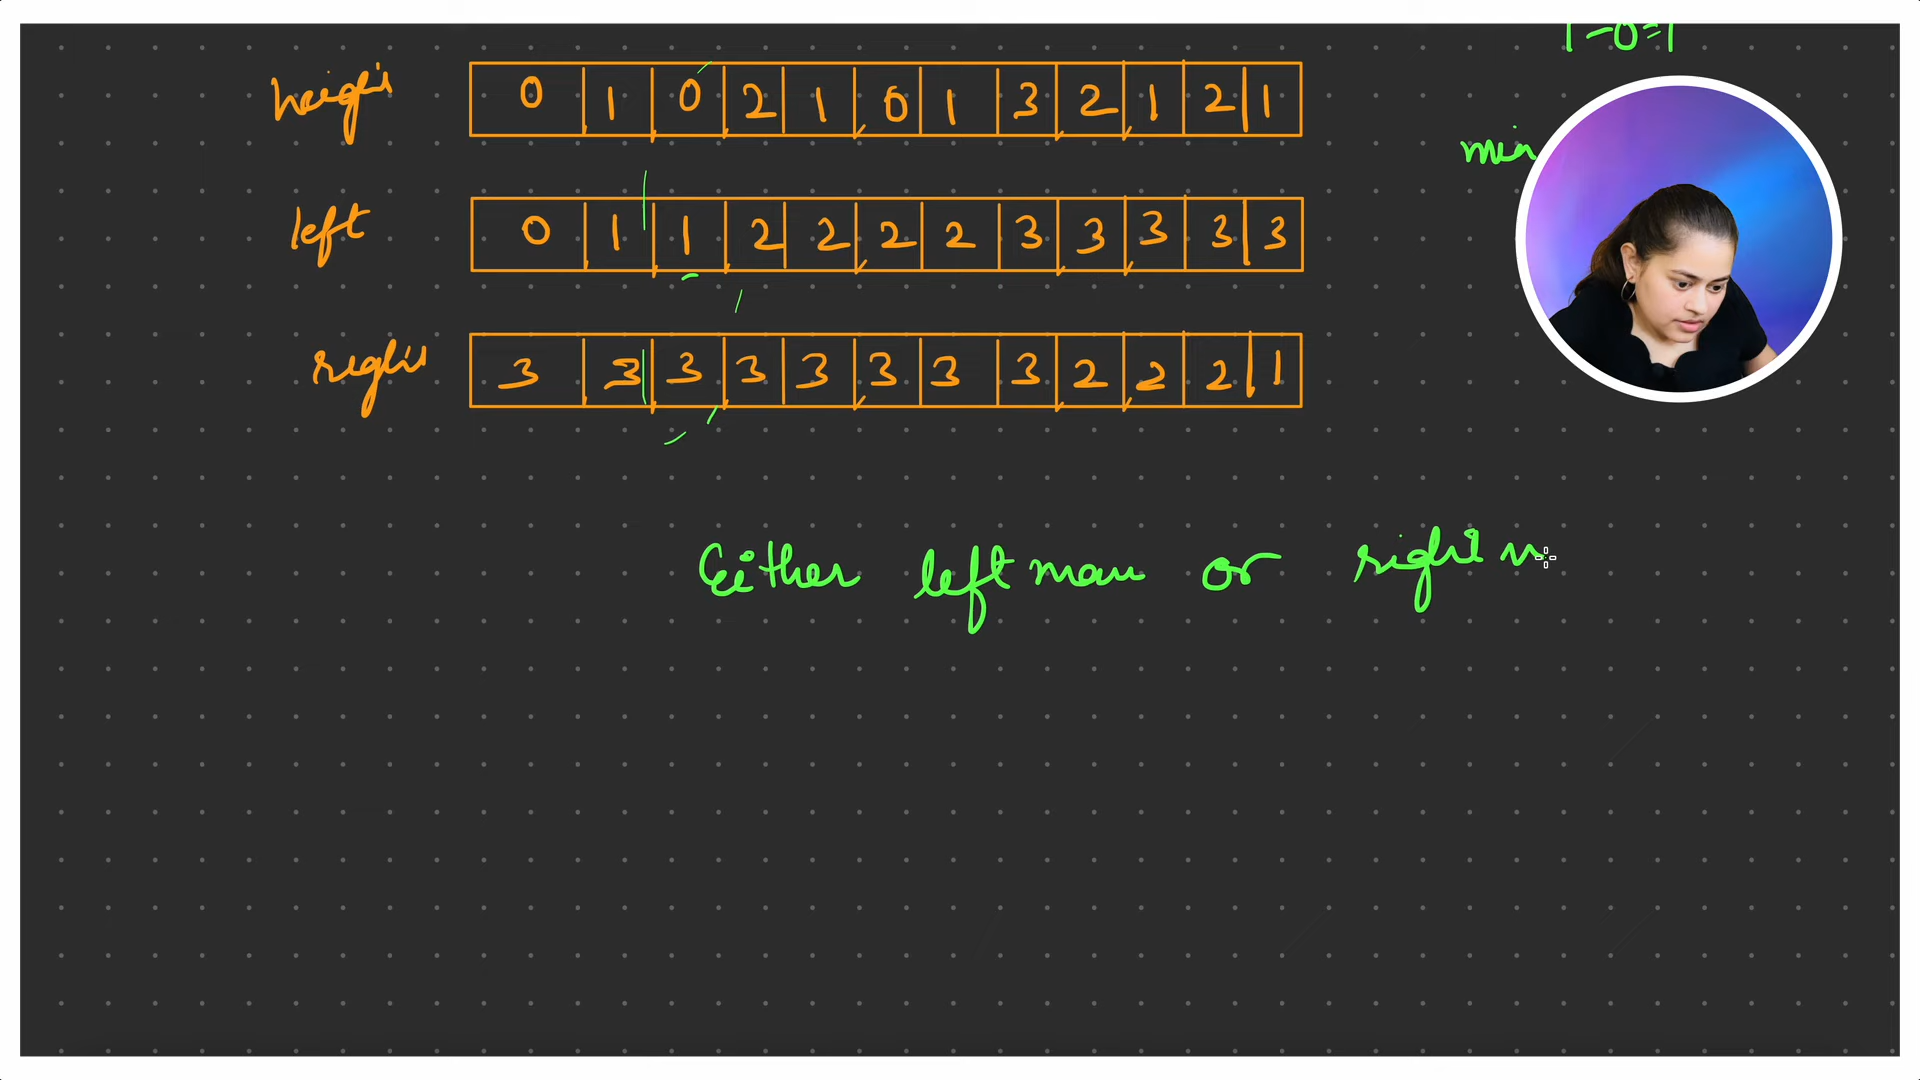 1-0=1
height
0 1 0 2 1 0 1 3 2 1 2 1
min
left
0 1 1 2 2 2 2 3 3 3 3 3
right
3 3 3 3 3 3 3 3 2 2 2 1
Either left max or right m